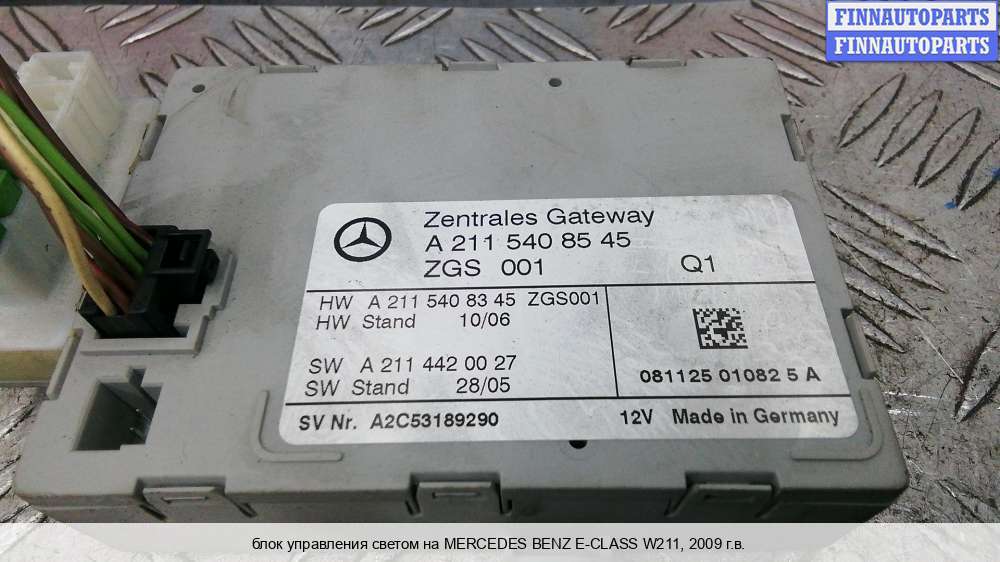 FINNAUTOPARTS
FINNAUTOPARTS
Zentrales Gateway
A 211 540 85 45
ZGS 001 Q1
HW A 211 540 83 45 ZGS001
HW Stand 10/06
SW A 211 442 00 27
SW Stand 28/05
081125 01082 5 A
SV Nr. A2C53189290 12V Made in Germany
блок управления светом на MERCEDES BENZ E-CLASS W211, 2009 г.в.